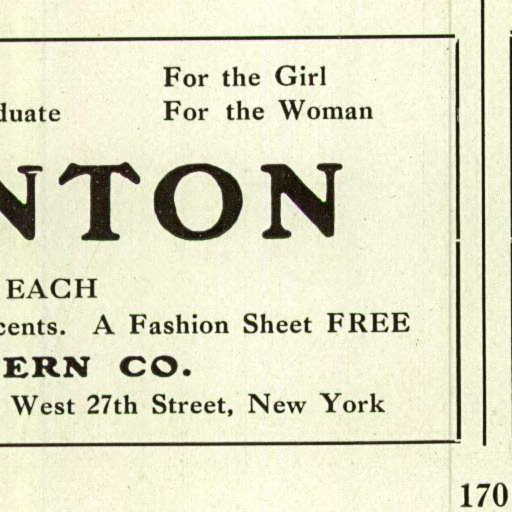 For the Girl
duate For the Woman
NTON
EACH
cents. A Fashion Sheet FREE
ERN CO.
West 27th Street, New York
170